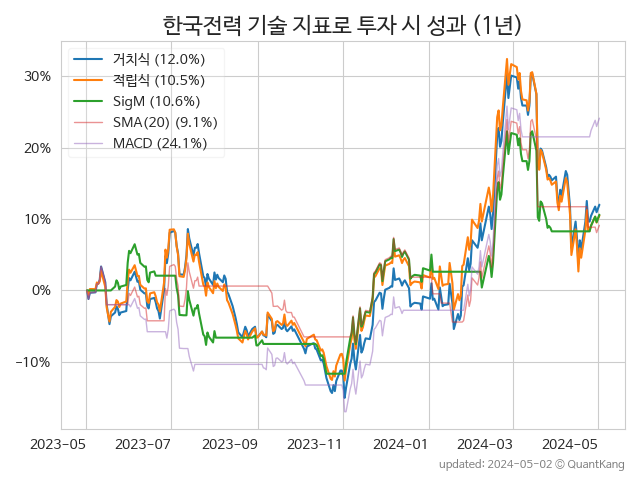 한국전력 기술 지표로 투자 시 성과 (1년)
거치식 (12.0%)
적립식 (10.5%)
SigM (10.6%)
SMA(20) (9.1%)
MACD (24.1%)
30%
20%
10%
0%
−10%
2023-05 2023-07 2023-09 2023-11 2024-01 2024-03 2024-05
updated: 2024-05-02 © QuantKang